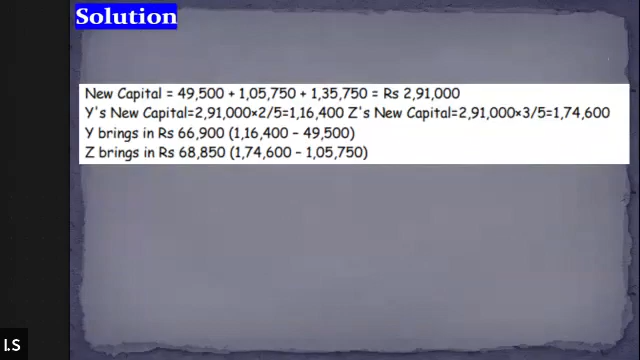 Solution
New Capital = 49,500 + 1,05,750 + 1,35,750 = Rs 2,91,000
Y's New Capital=2,91,000×2/5=1,16,400 Z's New Capital=2,91,000×3/5=1,74,600
Y brings in Rs 66,900 (1,16,400 – 49,500)
Z brings in Rs 68,850 (1,74,600 – 1,05,750)
I.S